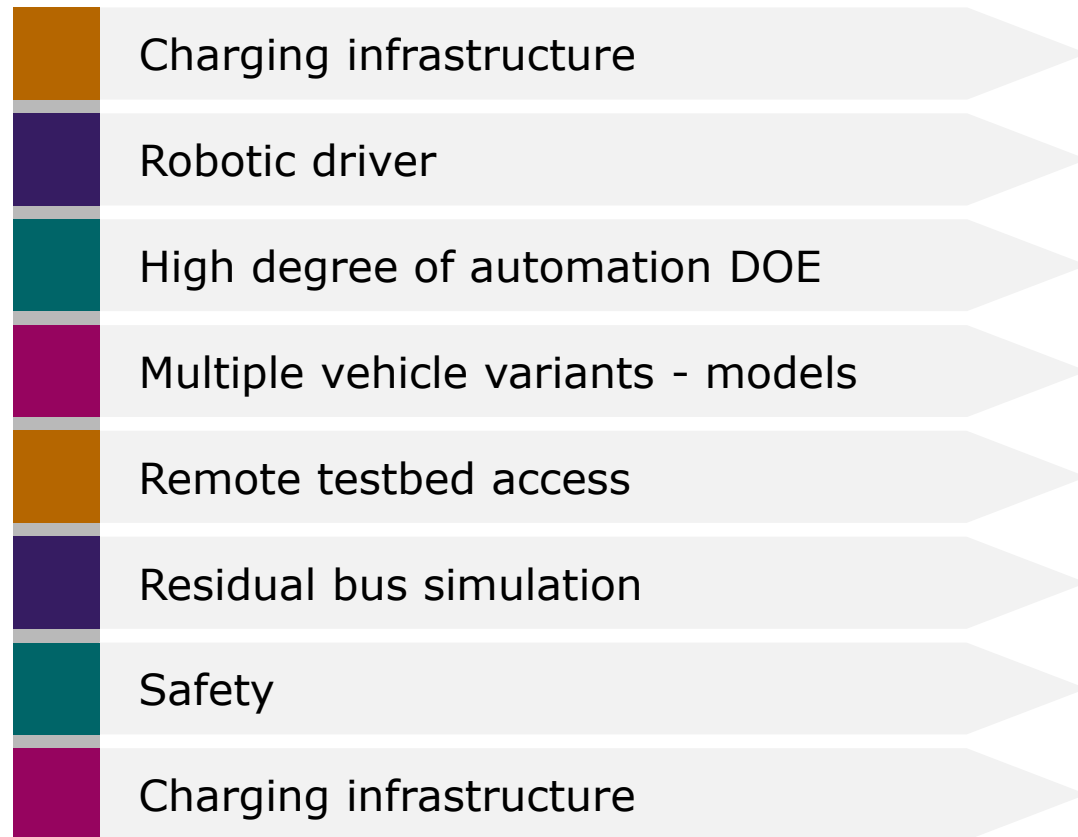 Charging infrastructure
Robotic driver
High degree of automation DOE
Multiple vehicle variants - models
Remote testbed access
Residual bus simulation
Safety
Charging infrastructure